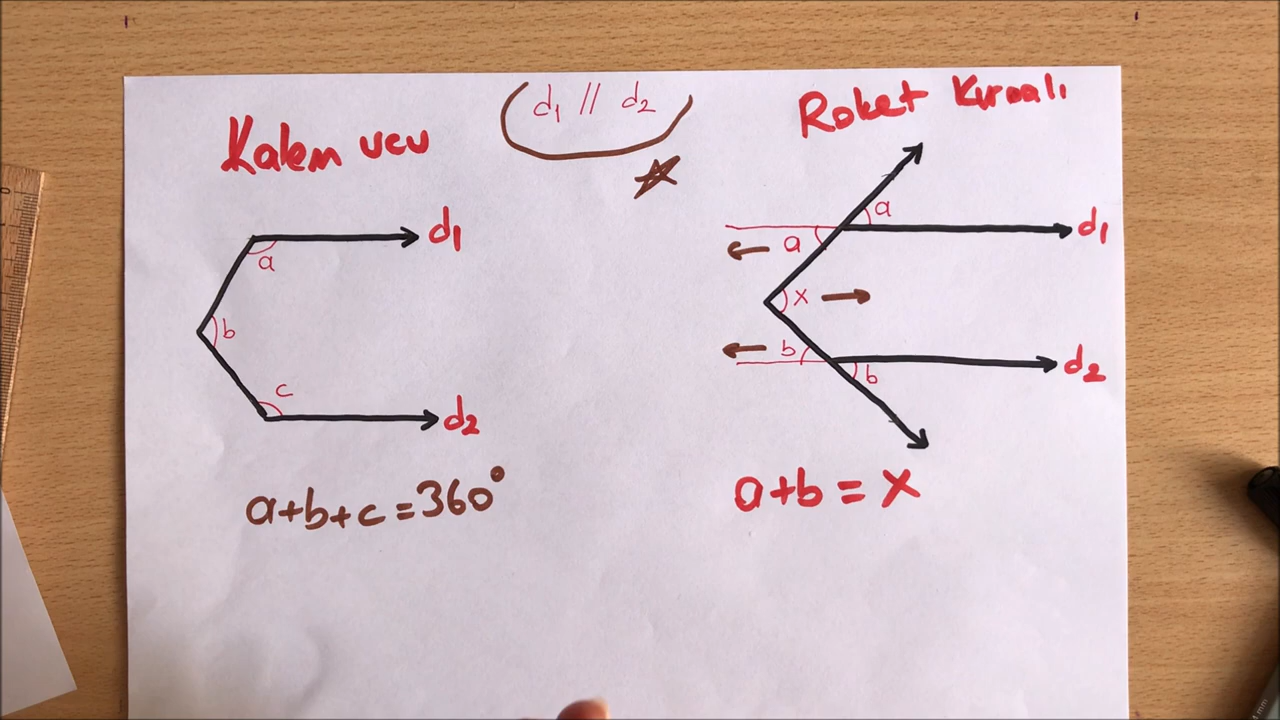 d₁ // d₂
Kalem ucu
a
d₁
b
c
d₂
a+b+c=360°
Roket Kuralı
a
d₁
a
x
b
b
d₂
a+b=x